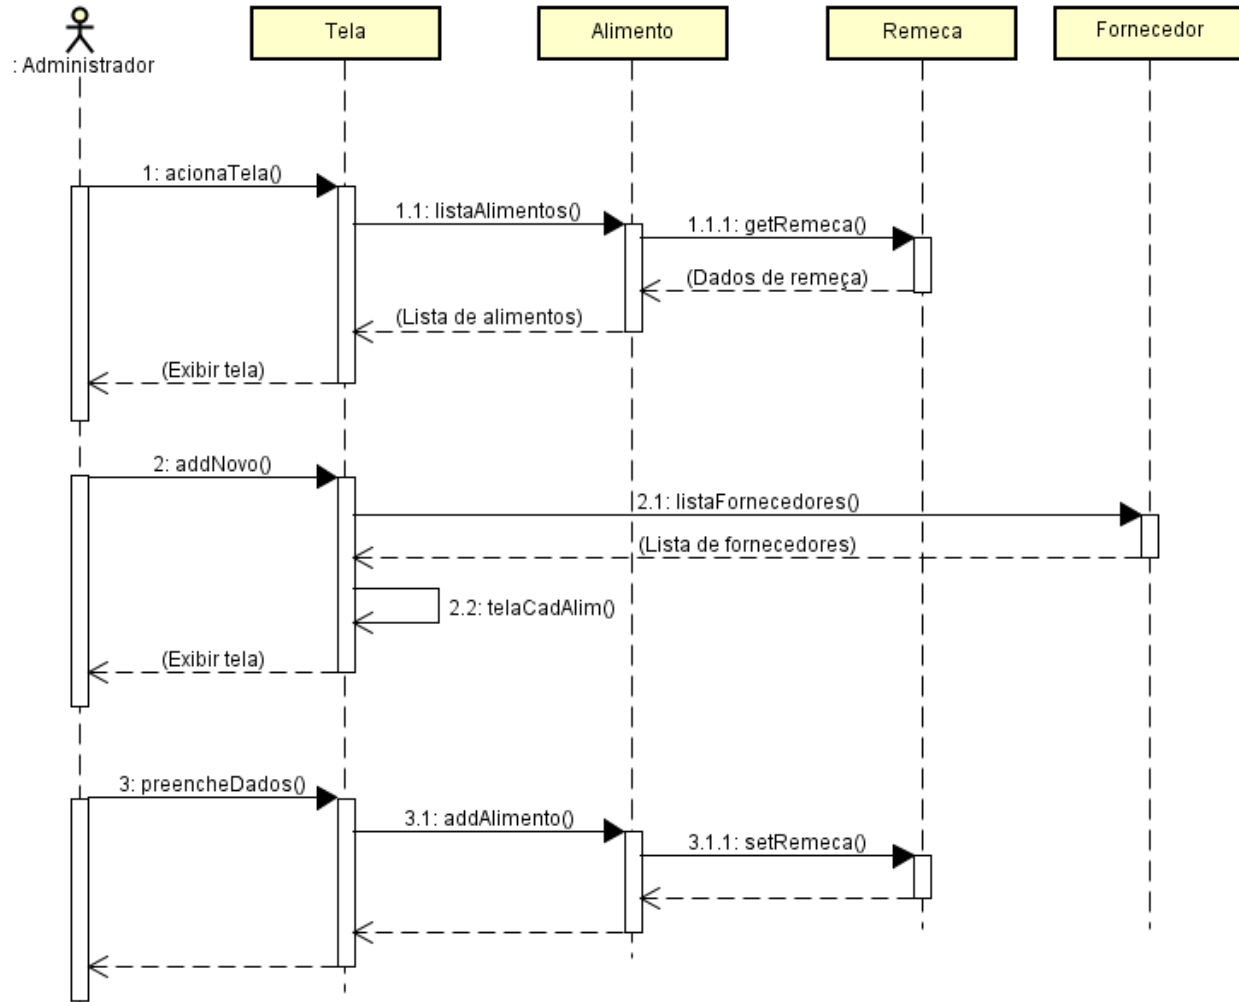 : Administrador
Tela
Alimento
Remeca
Fornecedor
1: acionaTela()
1.1: listaAlimentos()
1.1.1: getRemeca()
(Dados de remeça)
(Lista de alimentos)
(Exibir tela)
2: addNovo()
2.1: listaFornecedores()
(Lista de fornecedores)
2.2: telaCadAlim()
(Exibir tela)
3: preencheDados()
3.1: addAlimento()
3.1.1: setRemeca()